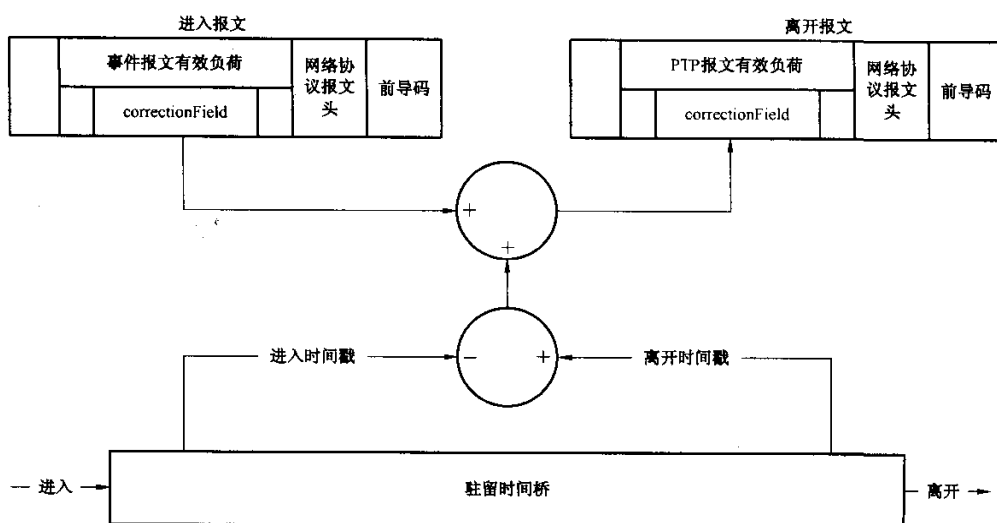 进入报文
离开报文
事件报文有效负荷
correctionField
网络协
议报文
头
前导码
PTP报文有效负荷
correctionField
网络协
议报文
头
前导码
+
+
进入时间戳
−
+
离开时间戳
进入
驻留时间桥
离开